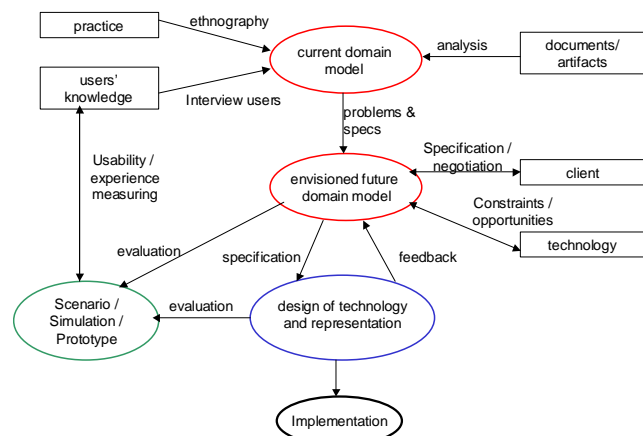 practice
ethnography
current domain
model
analysis
documents/
artifacts
users'
knowledge
Interview users
problems &
specs
Usability /
experience
measuring
Specification /
negotiation
client
envisioned future
domain model
Constraints /
opportunities
technology
evaluation
specification
feedback
Scenario /
Simulation /
Prototype
evaluation
design of technology
and representation
Implementation